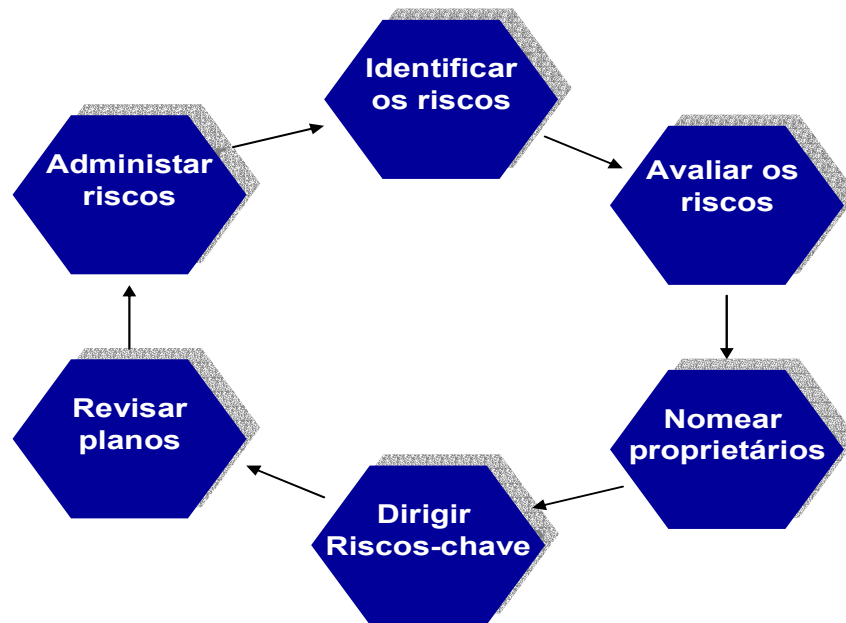 Identificar
os riscos
Avaliar os
riscos
Nomear
proprietários
Dirigir
Riscos-chave
Revisar
planos
Administar
riscos